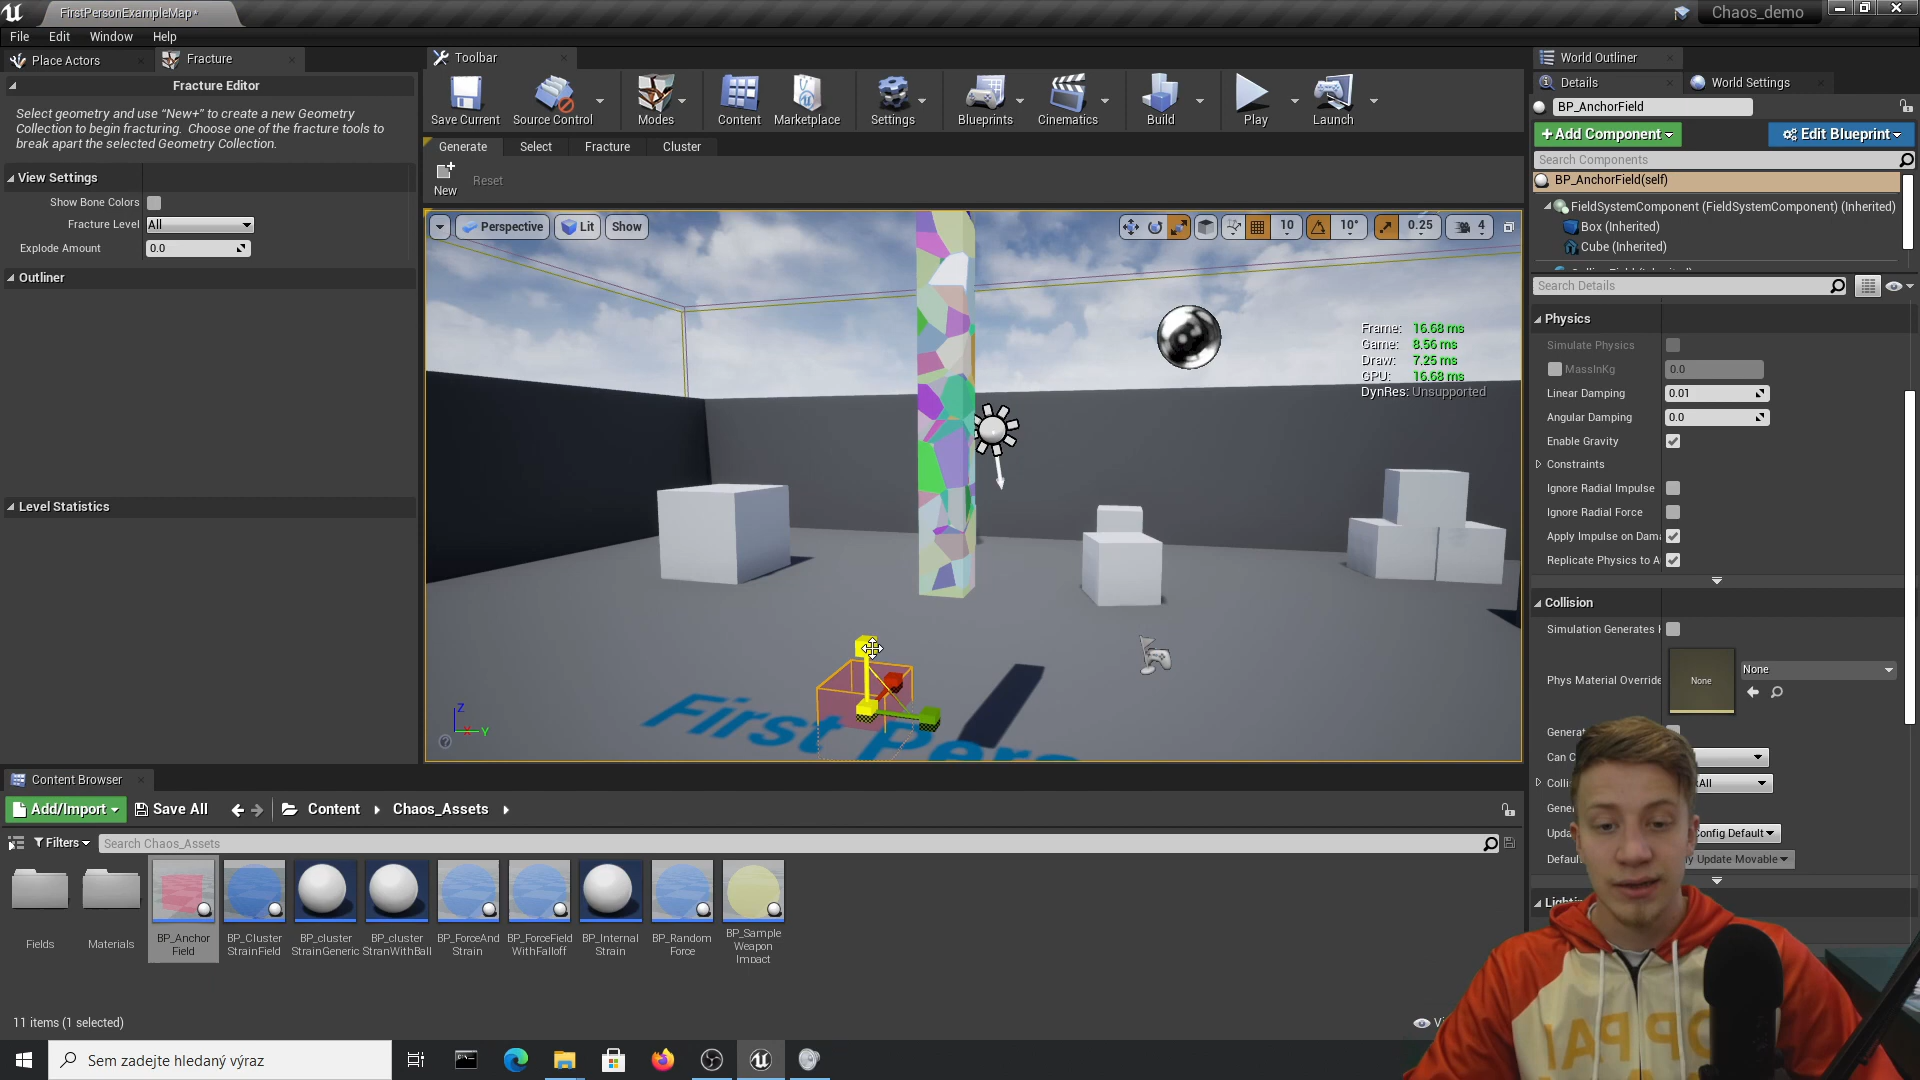 FirstPersonExampleMap*
Chaos_demo
File Edit Window Help
Place Actors
Fracture
Fracture Editor
Select geometry and use "New+" to create a new Geometry
Collection to begin fracturing. Choose one of the fracture tools to
break apart the selected Geometry Collection.
View Settings
Show Bone Colors
Fracture Level All
Explode Amount 0.0
Outliner
Level Statistics
Toolbar
Save Current
Source Control
Modes
Content
Marketplace
Settings
Blueprints
Cinematics
Build
Play
Launch
Generate Select Fracture Cluster
New
Reset
Perspective
Lit
Show
10
10°
0.25
4
Frame: 16.68 ms
Game: 8.56 ms
Draw: 7.25 ms
GPU: 16.68 ms
DynRes: Unsupported
First Pers
Z
X
Y
World Outliner
Details
World Settings
BP_AnchorField
+Add Component
Edit Blueprint
Search Components
BP_AnchorField(self)
FieldSystemComponent (FieldSystemComponent) (Inherited)
Box (Inherited)
Cube (Inherited)
Search Details
Physics
Simulate Physics
MassInKg 0.0
Linear Damping 0.01
Angular Damping 0.0
Enable Gravity
Constraints
Ignore Radial Impulse
Ignore Radial Force
Apply Impulse on Dama
Replicate Physics to A
Collision
Simulation Generates
Phys Material Override
None
None
Generat
Can C
Colli
All
Gene
Upda
Config Default
Defaul
y Update Movable
Lighti
Content Browser
Add/Import
Save All
Content
Chaos_Assets
Filters
Search Chaos_Assets
Fields
Materials
BP_Anchor
Field
BP_Cluster
StrainField
BP_cluster
StrainGeneric
BP_cluster
StranWithBall
BP_ForceAnd
Strain
BP_ForceField
WithFalloff
BP_Internal
Strain
BP_Random
Force
BP_Sample
Weapon
Impact
11 items (1 selected)
Sem zadejte hledaný výraz